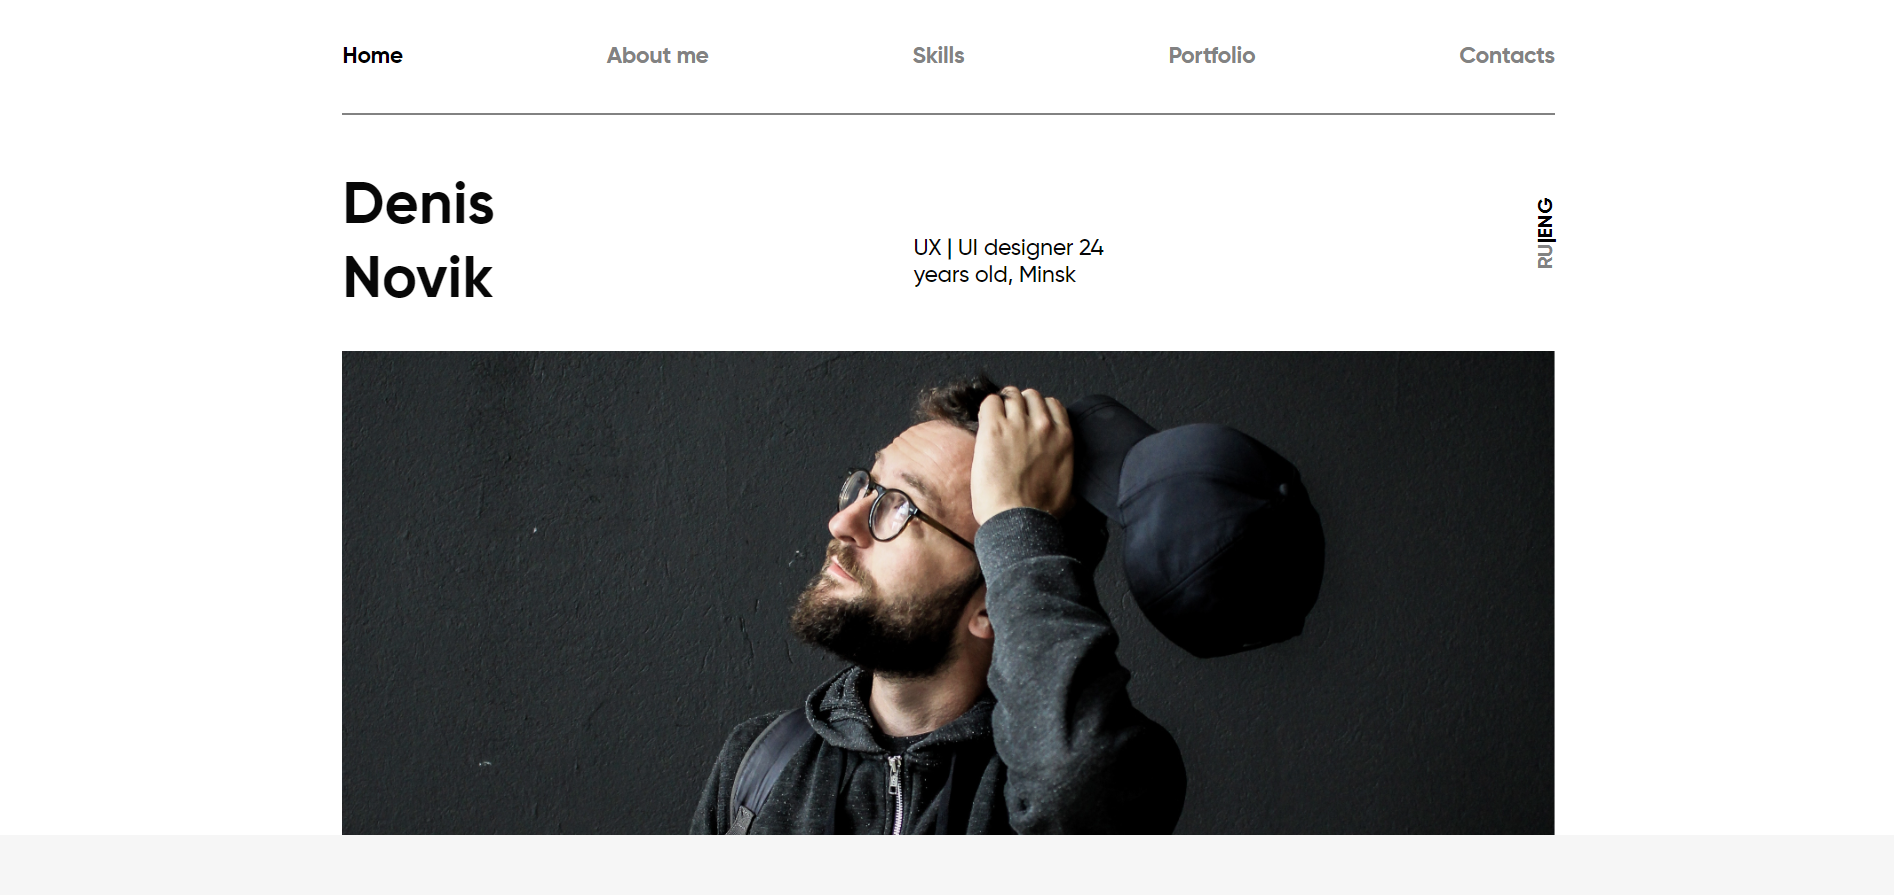 Home About me Skills Portfolio Contacts
Denis
Novik
UX | UI designer 24
years old, Minsk
RU|ENG